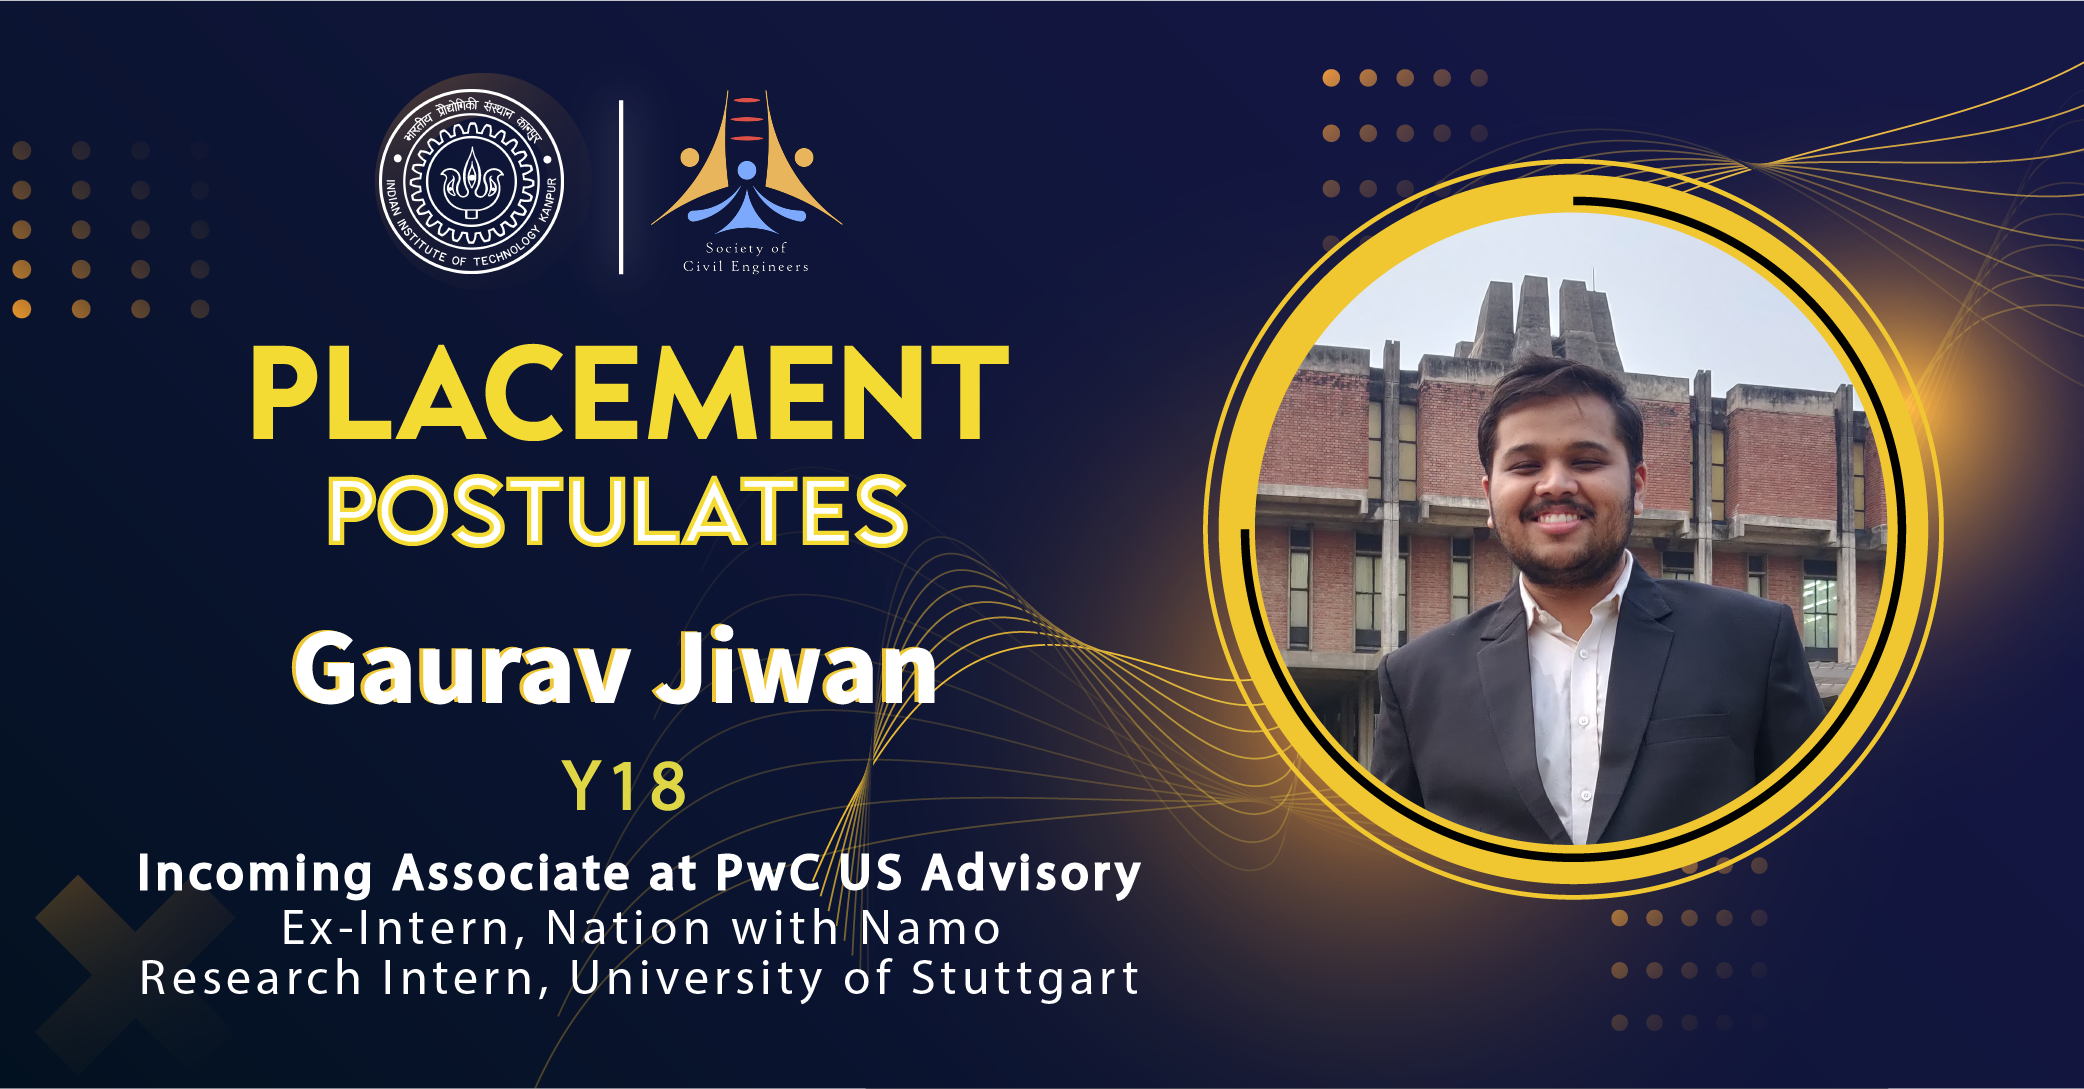 भारतीय प्रौद्योगिकी संस्थान कानपुर
INDIAN INSTITUTE OF TECHNOLOGY KANPUR
Society of
Civil Engineers
PLACEMENT
POSTULATES
Gaurav Jiwan
Y18
Incoming Associate at PwC US Advisory
Ex-Intern, Nation with Namo
Research Intern, University of Stuttgart